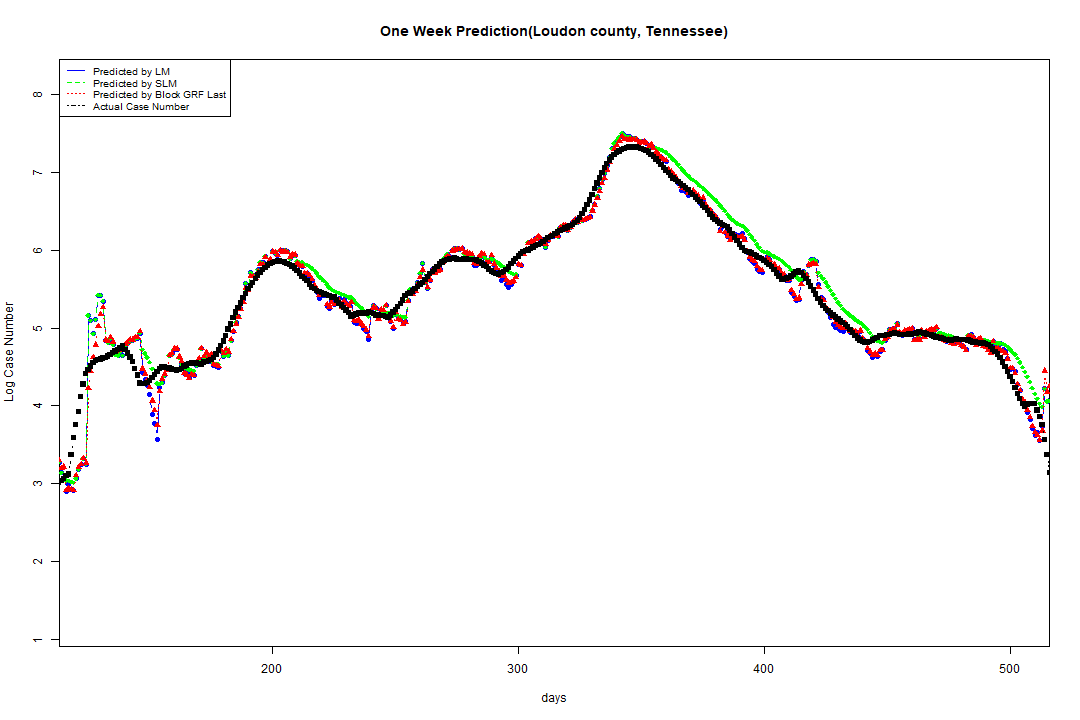 One Week Prediction(Loudon county, Tennessee)
Predicted by LM
Predicted by SLM
Predicted by Block GRF Last
Actual Case Number
8
7
6
5
4
3
2
1
Log Case Number
200 300 400 500
days